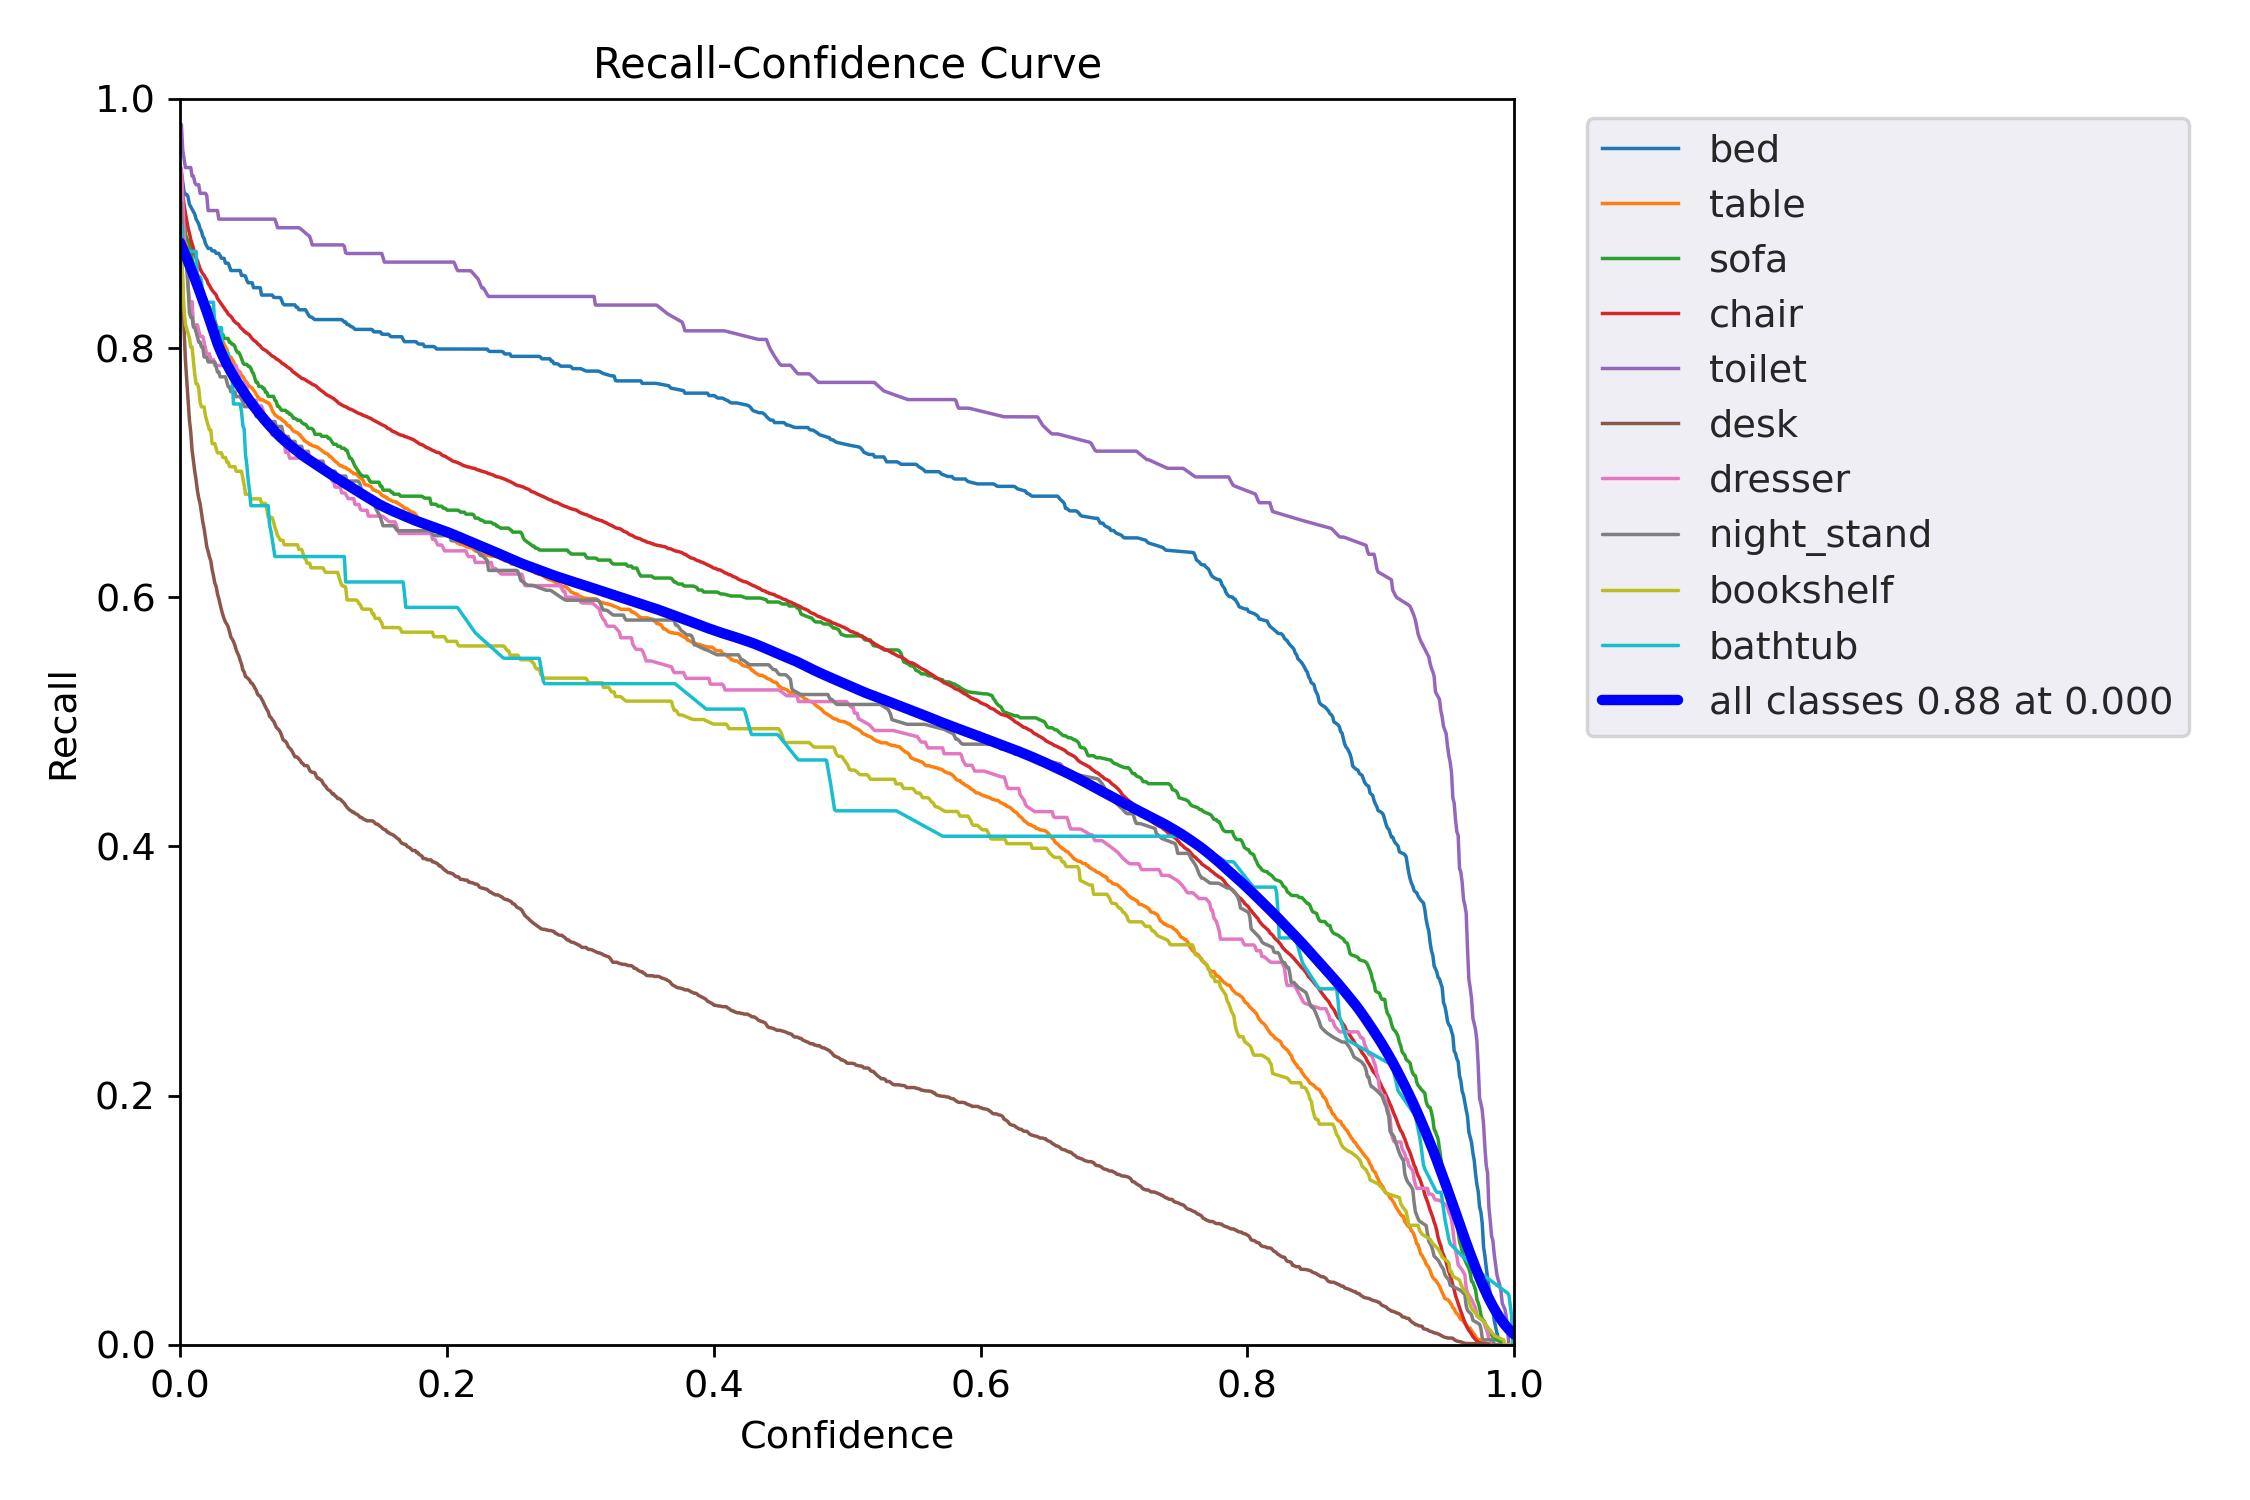 Recall-Confidence Curve
1.0
0.8
0.6
0.4
0.2
0.0
Recall
0.0 0.2 0.4 0.6 0.8 1.0
Confidence
bed
table
sofa
chair
toilet
desk
dresser
night_stand
bookshelf
bathtub
all classes 0.88 at 0.000